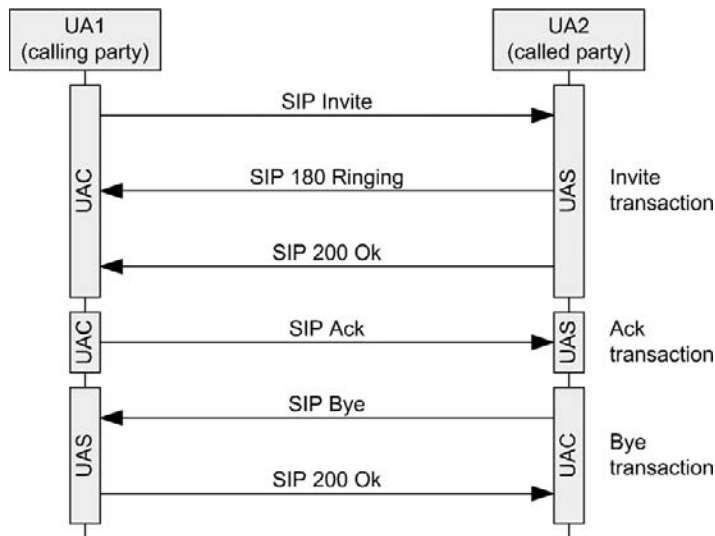 UA1
(calling party)
UA2
(called party)
SIP Invite
UAC
SIP 180 Ringing
UAS
Invite
transaction
SIP 200 Ok
UAC
SIP Ack
UAS
Ack
transaction
SIP Bye
UAS
UAC
Bye
transaction
SIP 200 Ok